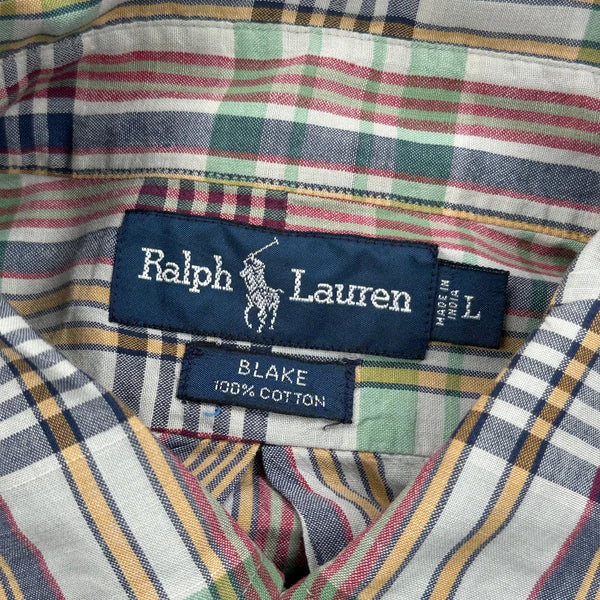 Ralph Lauren
MADE IN
INDIA
L
BLAKE
100% COTTON